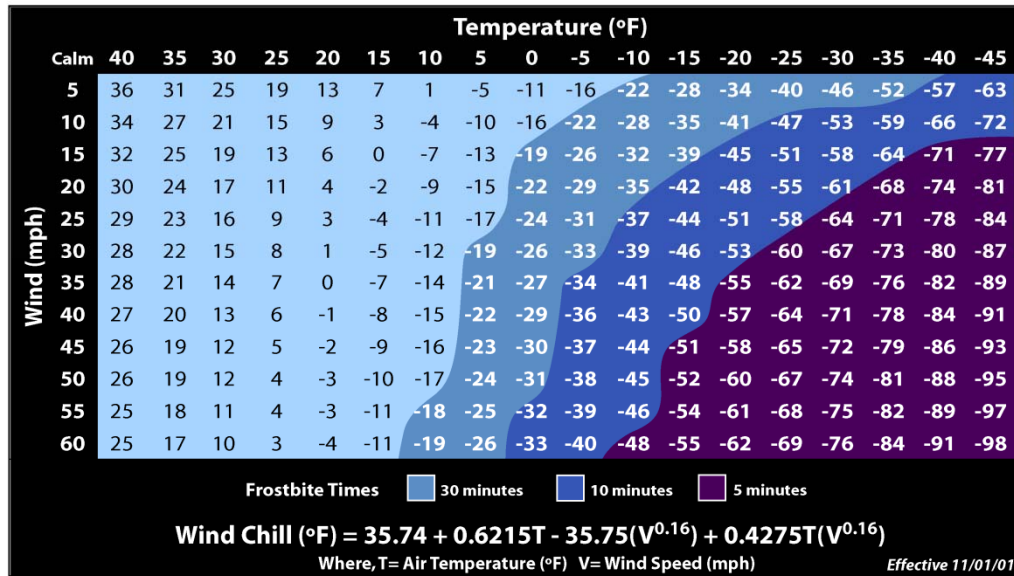 Temperature (ºF)
Calm 40 35 30 25 20 15 10 5 0 -5 -10 -15 -20 -25 -30 -35 -40 -45
5 36 31 25 19 13 7 1 -5 -11 -16 -22 -28 -34 -40 -46 -52 -57 -63
10 34 27 21 15 9 3 -4 -10 -16 -22 -28 -35 -41 -47 -53 -59 -66 -72
15 32 25 19 13 6 0 -7 -13 -19 -26 -32 -39 -45 -51 -58 -64 -71 -77
20 30 24 17 11 4 -2 -9 -15 -22 -29 -35 -42 -48 -55 -61 -68 -74 -81
25 29 23 16 9 3 -4 -11 -17 -24 -31 -37 -44 -51 -58 -64 -71 -78 -84
30 28 22 15 8 1 -5 -12 -19 -26 -33 -39 -46 -53 -60 -67 -73 -80 -87
35 28 21 14 7 0 -7 -14 -21 -27 -34 -41 -48 -55 -62 -69 -76 -82 -89
40 27 20 13 6 -1 -8 -15 -22 -29 -36 -43 -50 -57 -64 -71 -78 -84 -91
45 26 19 12 5 -2 -9 -16 -23 -30 -37 -44 -51 -58 -65 -72 -79 -86 -93
50 26 19 12 4 -3 -10 -17 -24 -31 -38 -45 -52 -60 -67 -74 -81 -88 -95
55 25 18 11 4 -3 -11 -18 -25 -32 -39 -46 -54 -61 -68 -75 -82 -89 -97
60 25 17 10 3 -4 -11 -19 -26 -33 -40 -48 -55 -62 -69 -76 -84 -91 -98
Wind (mph)
Frostbite Times 30 minutes 10 minutes 5 minutes
Wind Chill (ºF) = 35.74 + 0.6215T - 35.75(V^0.16) + 0.4275T(V^0.16)
Where, T= Air Temperature (ºF) V= Wind Speed (mph) Effective 11/01/01